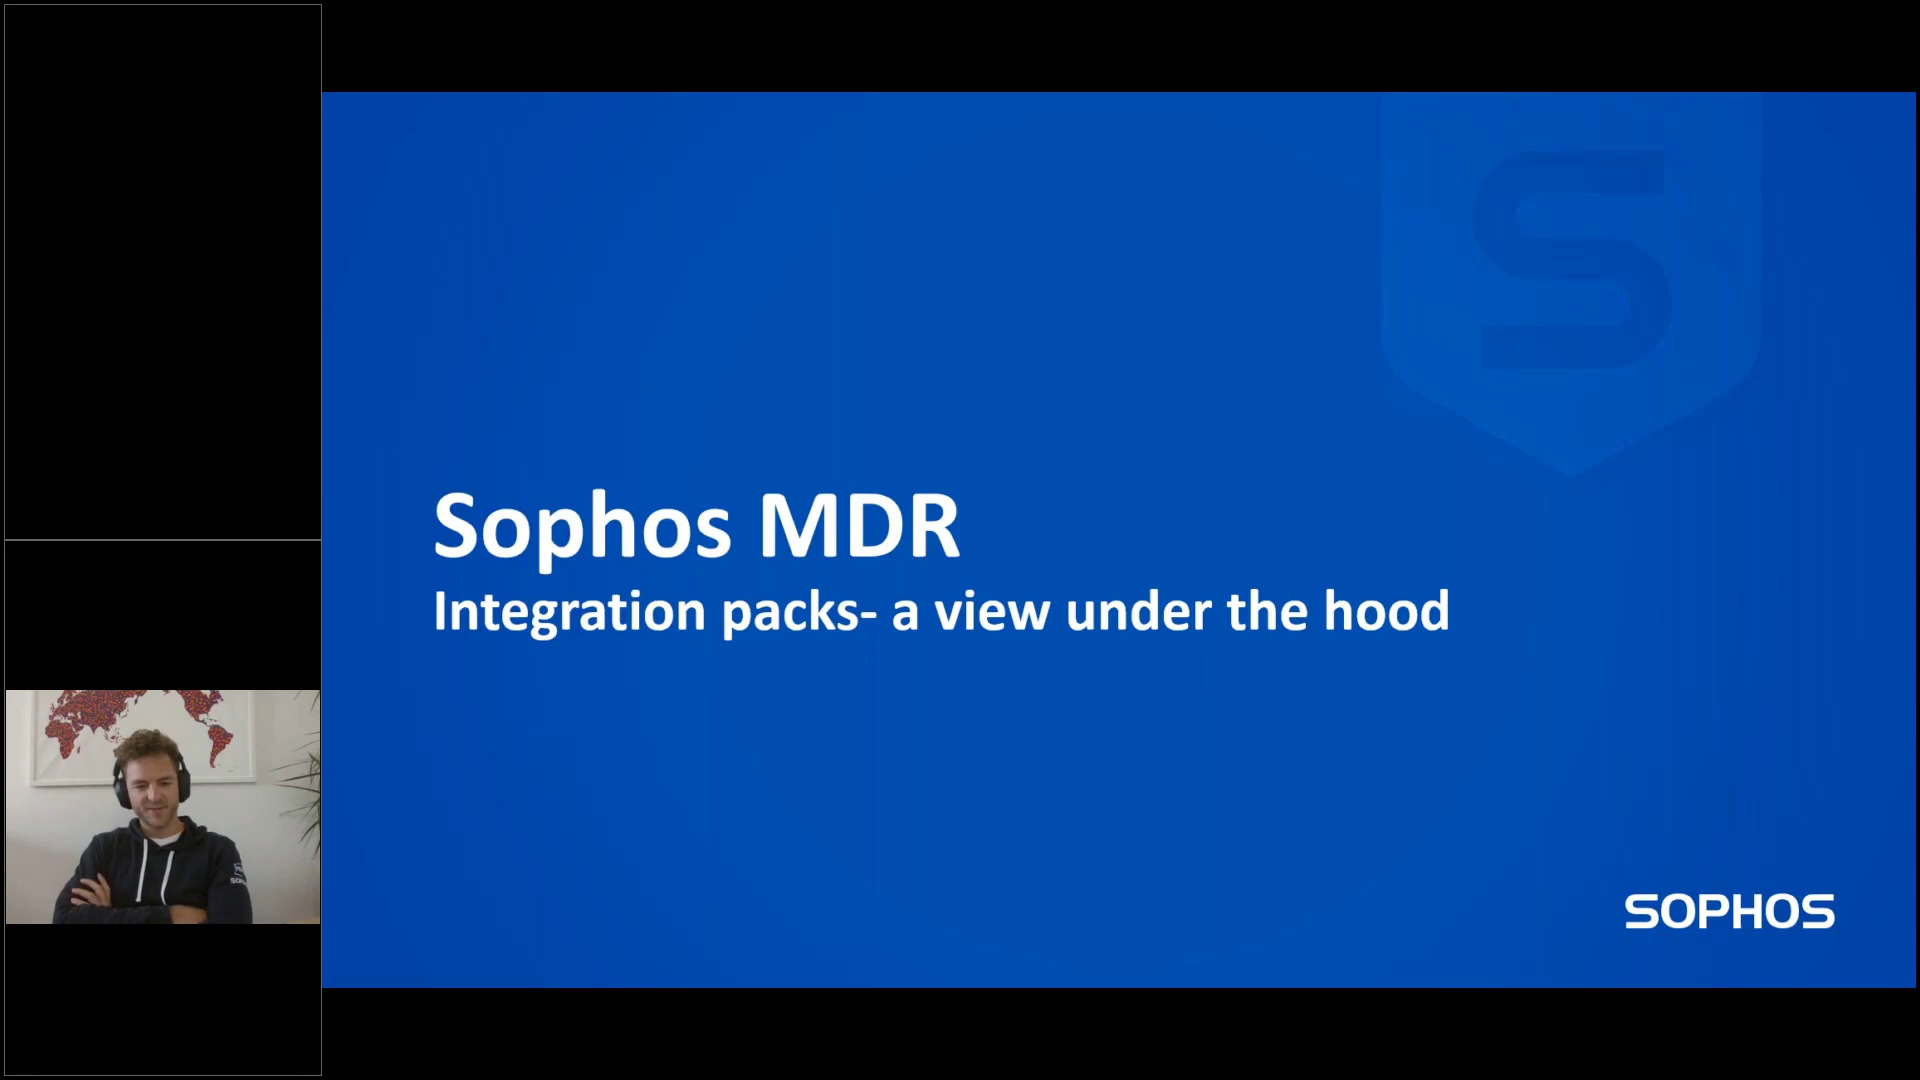 Sophos MDR
Integration packs- a view under the hood
SOPHOS